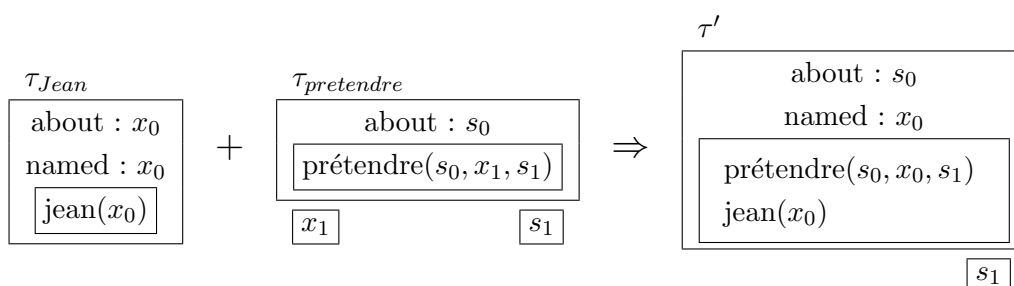 τ_Jean
about : x_0
named : x_0
jean(x_0)
+
τ_pretendre
about : s_0
prétendre(s_0, x_1, s_1)
x_1
s_1
⇒
τ′
about : s_0
named : x_0
prétendre(s_0, x_0, s_1)
jean(x_0)
s_1